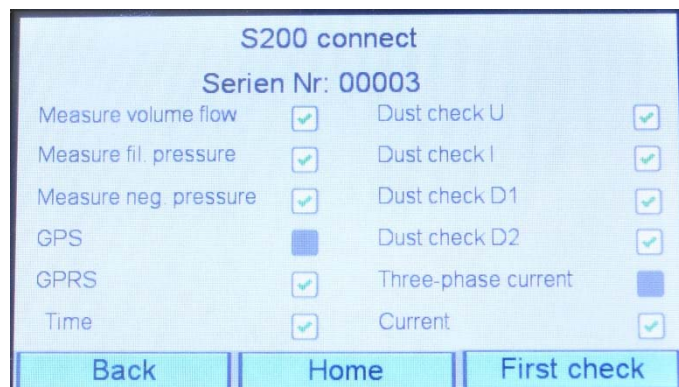 S200 connect
Serien Nr: 00003
Measure volume flow
Dust check U
Measure fil. pressure
Dust check I
Measure neg. pressure
Dust check D1
GPS
Dust check D2
GPRS
Three-phase current
Time
Current
Back
Home
First check